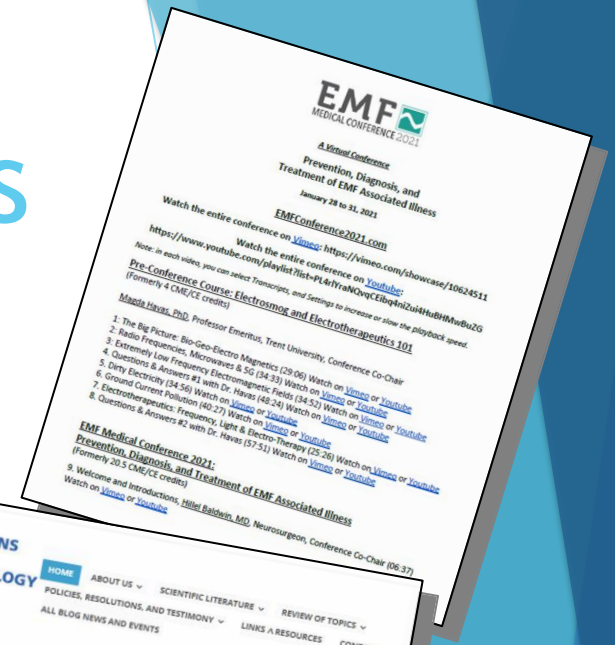 S
EMF
MEDICAL CONFERENCE 2021
A Virtual Conference
Prevention, Diagnosis, and
Treatment of EMF Associated Illness
January 28 to 31, 2021
EMFConference2021.com
Watch the entire conference on Vimeo: https://vimeo.com/showcase/10624511
Watch the entire conference on Youtube:
https://www.youtube.com/playlist?list=PL4rlYraNQvqCEibq4niZui4HuBHMwBuZG
Note: in each video, you can select Transcripts, and Settings to increase or slow the playback speed.
Pre-Conference Course: Electrosmog and Electrotherapeutics 101
(Formerly 4 CME/CE credits)
Magda Havas, PhD, Professor Emeritus, Trent University, Conference Co-Chair
1: The Big Picture: Bio-Geo-Electro Magnetics (29:06) Watch on Vimeo or Youtube
2: Radio Frequencies, Microwaves & 5G (34:33) Watch on Vimeo or Youtube
3: Extremely Low Frequency Electromagnetic Fields (34:52) Watch on Vimeo or Youtube
4. Questions & Answers #1 with Dr. Havas (48:24) Watch on Vimeo or Youtube
5. Dirty Electricity (34:56) Watch on Vimeo or Youtube
6. Ground Current Pollution (40:27) Watch on Vimeo or Youtube
7. Electrotherapeutics: Frequency, Light & Electro-Therapy (25:26) Watch on Vimeo or Youtube
8. Questions & Answers #2 with Dr. Havas (57:51) Watch on Vimeo or Youtube
EMF Medical Conference 2021:
Prevention, Diagnosis, and Treatment of EMF Associated Illness
(Formerly 20.5 CME/CE credits)
9. Welcome and Introductions, Hillel Baldwin, MD, Neurosurgeon, Conference Co-Chair (06:37)
Watch on Vimeo or Youtube
NS
LOGY
HOME ABOUT US SCIENTIFIC LITERATURE REVIEW OF TOPICS
POLICIES, RESOLUTIONS, AND TESTIMONY LINKS & RESOURCES
ALL BLOG NEWS AND EVENTS